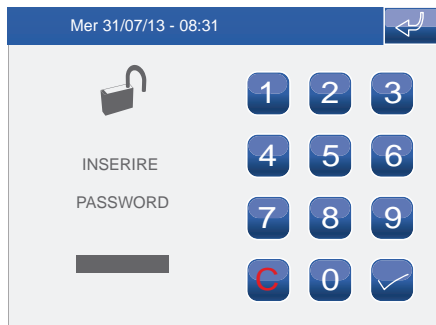 Mer 31/07/13 - 08:31
1 2 3
INSERIRE
4 5 6
PASSWORD
7 8 9
C 0